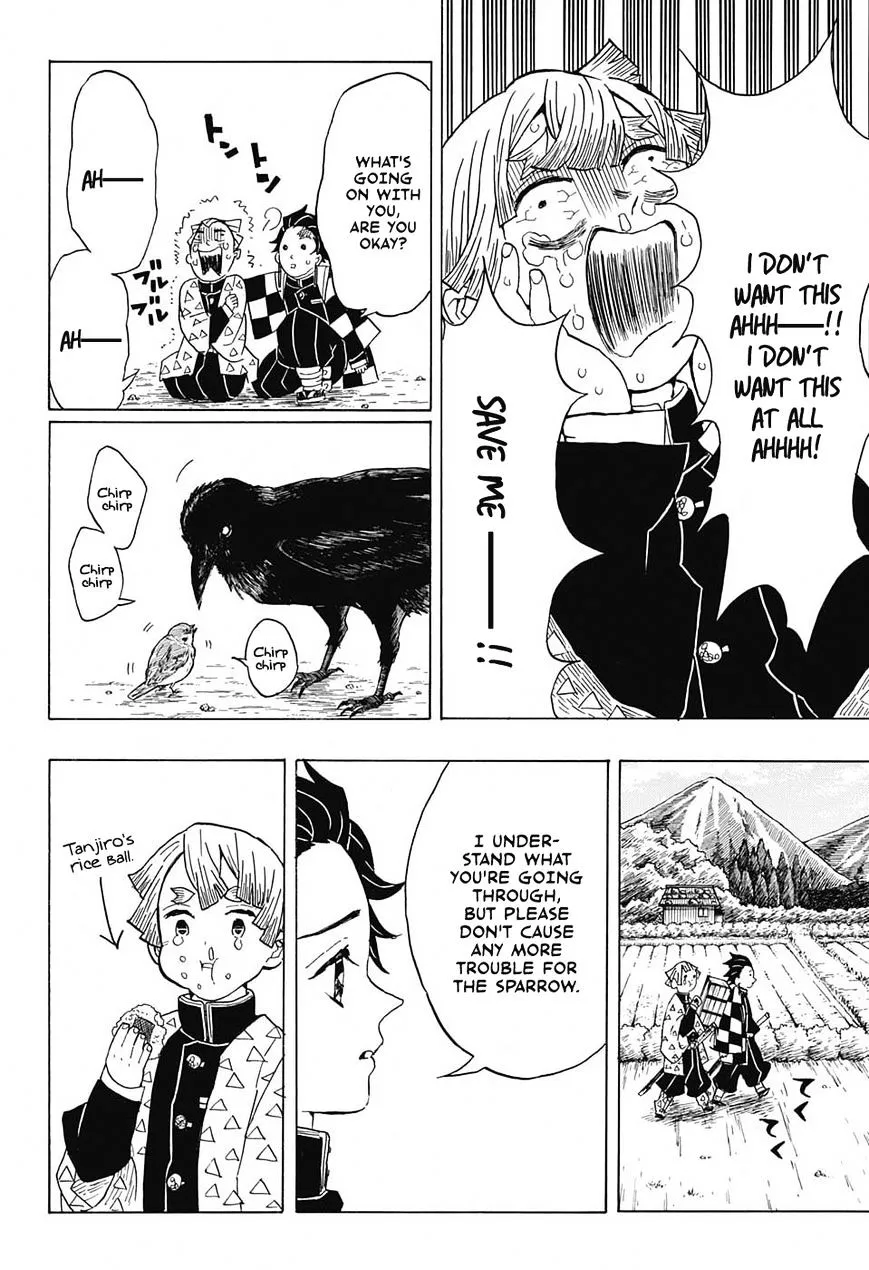 I DON'T
WANT THIS
AHHH——!!
I DON'T
WANT THIS
AT ALL
AHHHH!
SAVE ME——!!
WHAT'S
GOING
ON WITH
YOU,
ARE YOU
OKAY?
トントン
AH——
ブルブル
AH——
Chirp
chirp
Chirp
chirp
Chirp
chirp
てくてく
I UNDER-
STAND WHAT
YOU'RE GOING
THROUGH,
BUT PLEASE
DON'T CAUSE
ANY MORE
TROUBLE FOR
THE SPARROW.
Tanjiro's
rice Ball.